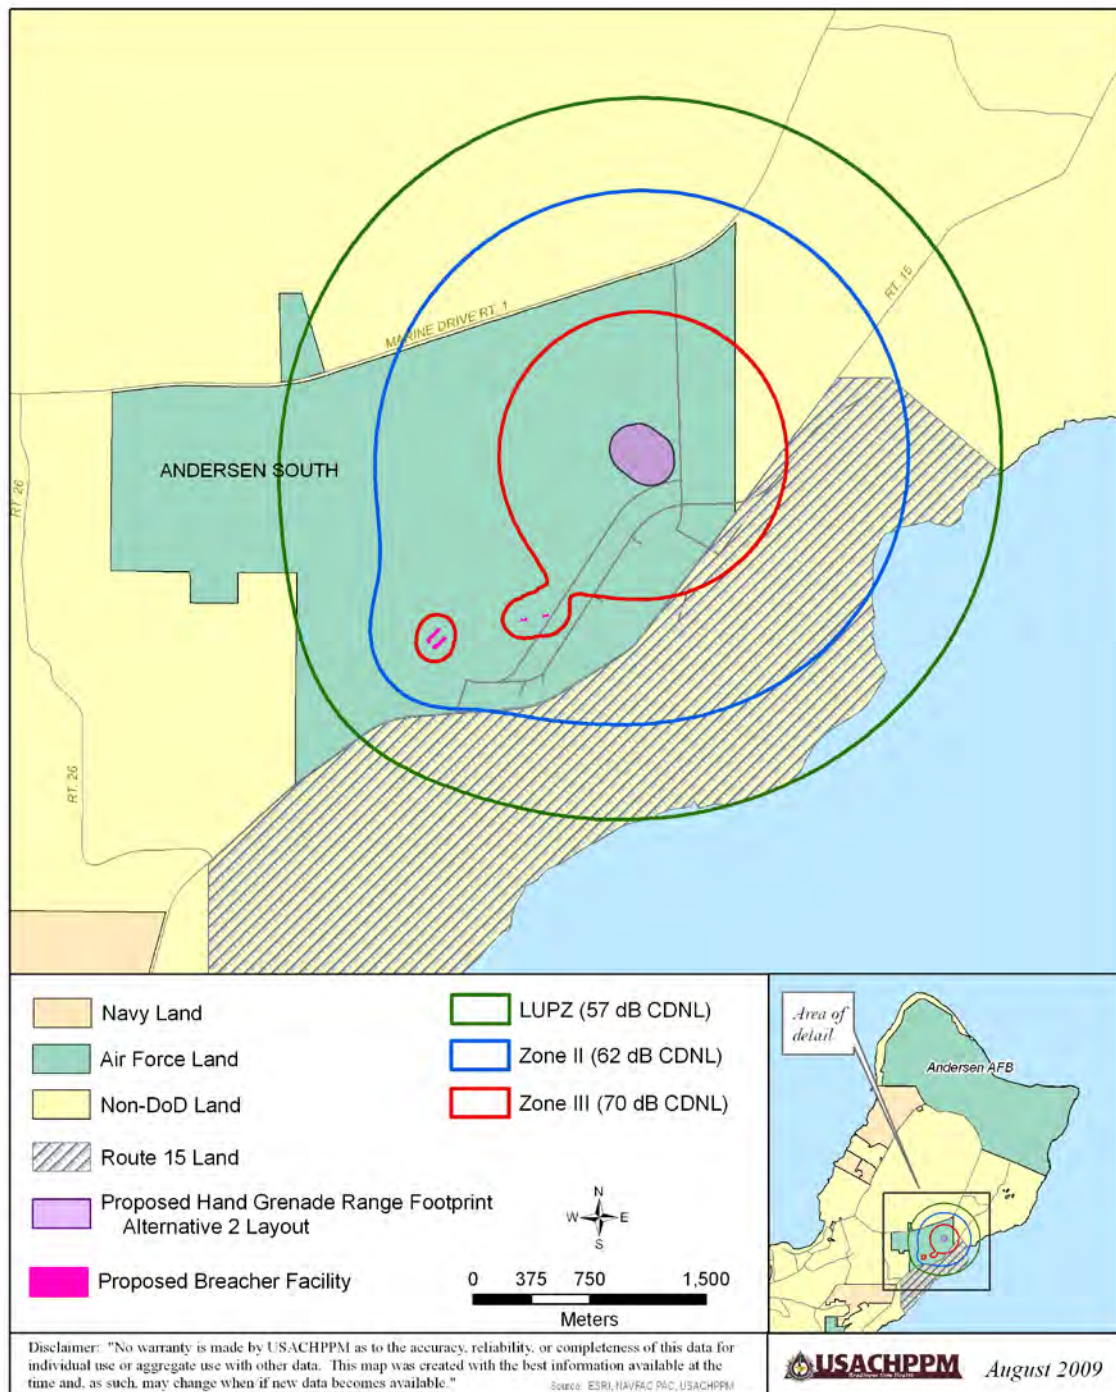 RT. 15
MARINE DRIVE RT. 1
ANDERSEN SOUTH
RT. 26
RT. 26
Navy Land
Air Force Land
Non-DoD Land
Route 15 Land
Proposed Hand Grenade Range Footprint
Alternative 2 Layout
Proposed Breacher Facility
LUPZ (57 dB CDNL)
Zone II (62 dB CDNL)
Zone III (70 dB CDNL)
N
W E
S
0 375 750 1,500
Meters
Area of
detail
Andersen AFB
Disclaimer: "No warranty is made by USACHPPM as to the accuracy, reliability, or completeness of this data for
individual use or aggregate use with other data. This map was created with the best information available at the
time and, as such, may change when/if new data becomes available."
Source: ESRI, NAVFAC PAC, USACHPPM
USACHPPM
Readiness thru Health
August 2009